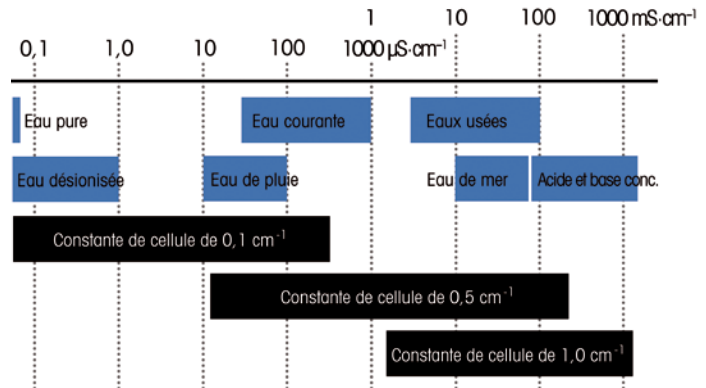 1 10 100 1000 mS·cm⁻¹
0,1 1,0 10 100 1000 µS·cm⁻¹
Eau pure Eau courante Eaux usées
Eau désionisée Eau de pluie Eau de mer Acide et base conc.
Constante de cellule de 0,1 cm⁻¹
Constante de cellule de 0,5 cm⁻¹
Constante de cellule de 1,0 cm⁻¹